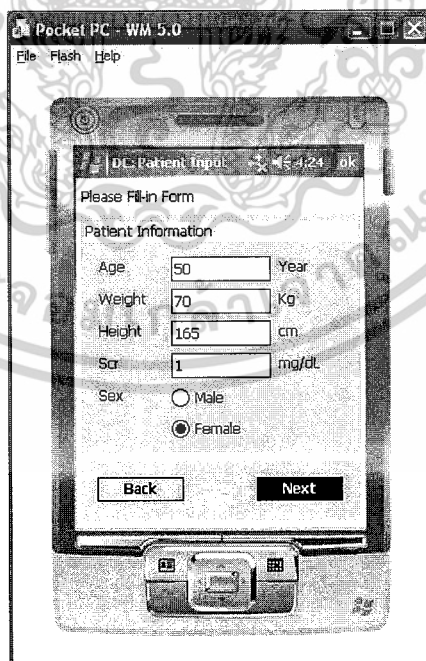 Pocket PC - WM 5.0
File Flash Help
DC: Patient Input 4:24 ok
Please Fill-in Form
Patient Information
Age 50 Year
Weight 70 Kg
Height 165 cm
Scr 1 mg/dL
Sex Male
Female
Back Next